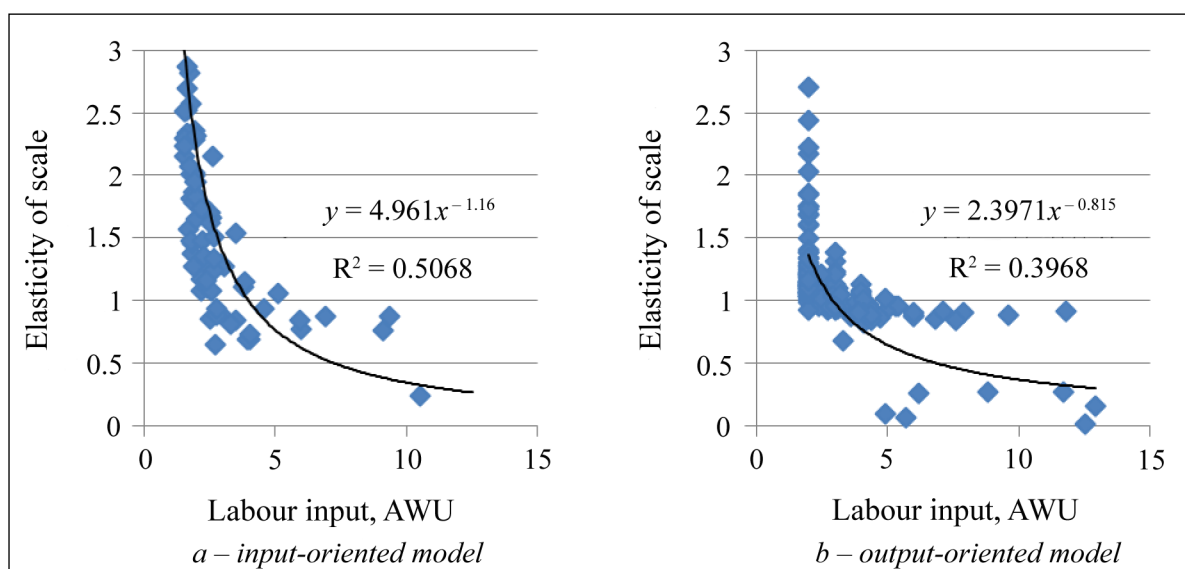 3
2.5
2
1.5
1
0.5
0
0
5
10
15
Elasticity of scale
y = 4.961x^{– 1.16}
R² = 0.5068
Labour input, AWU
a – input-oriented model
3
2.5
2
1.5
1
0.5
0
0
5
10
15
Elasticity of scale
y = 2.3971x^{–0.815}
R² = 0.3968
Labour input, AWU
b – output-oriented model